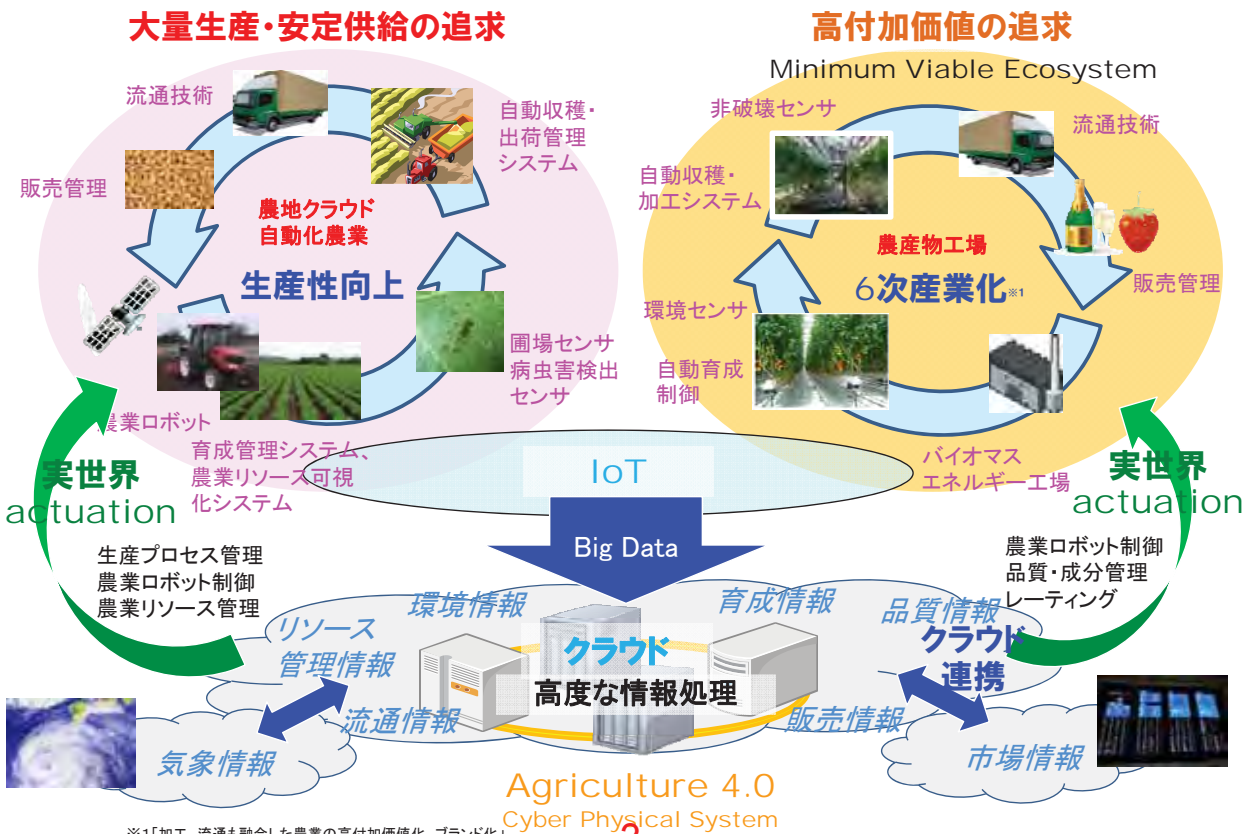 大量生産・安定供給の追求
流通技術
自動収穫・
出荷管理
システム
販売管理
農地クラウド
自動化農業
生産性向上
圃場センサ
病虫害検出
センサ
農業ロボット
育成管理システム、
農業リソース可視
化システム
高付加価値の追求
Minimum Viable Ecosystem
非破壊センサ
流通技術
自動収穫・
加工システム
農産物工場
6次産業化※1
販売管理
環境センサ
自動育成
制御
バイオマス
エネルギー工場
実世界
actuation
生産プロセス管理
農業ロボット制御
農業リソース管理
IoT
Big Data
実世界
actuation
農業ロボット制御
品質・成分管理
レーティング
環境情報
育成情報
品質情報
リソース
管理情報
クラウド
高度な情報処理
クラウド
連携
流通情報
販売情報
気象情報
市場情報
Agriculture 4.0
Cyber Physical System